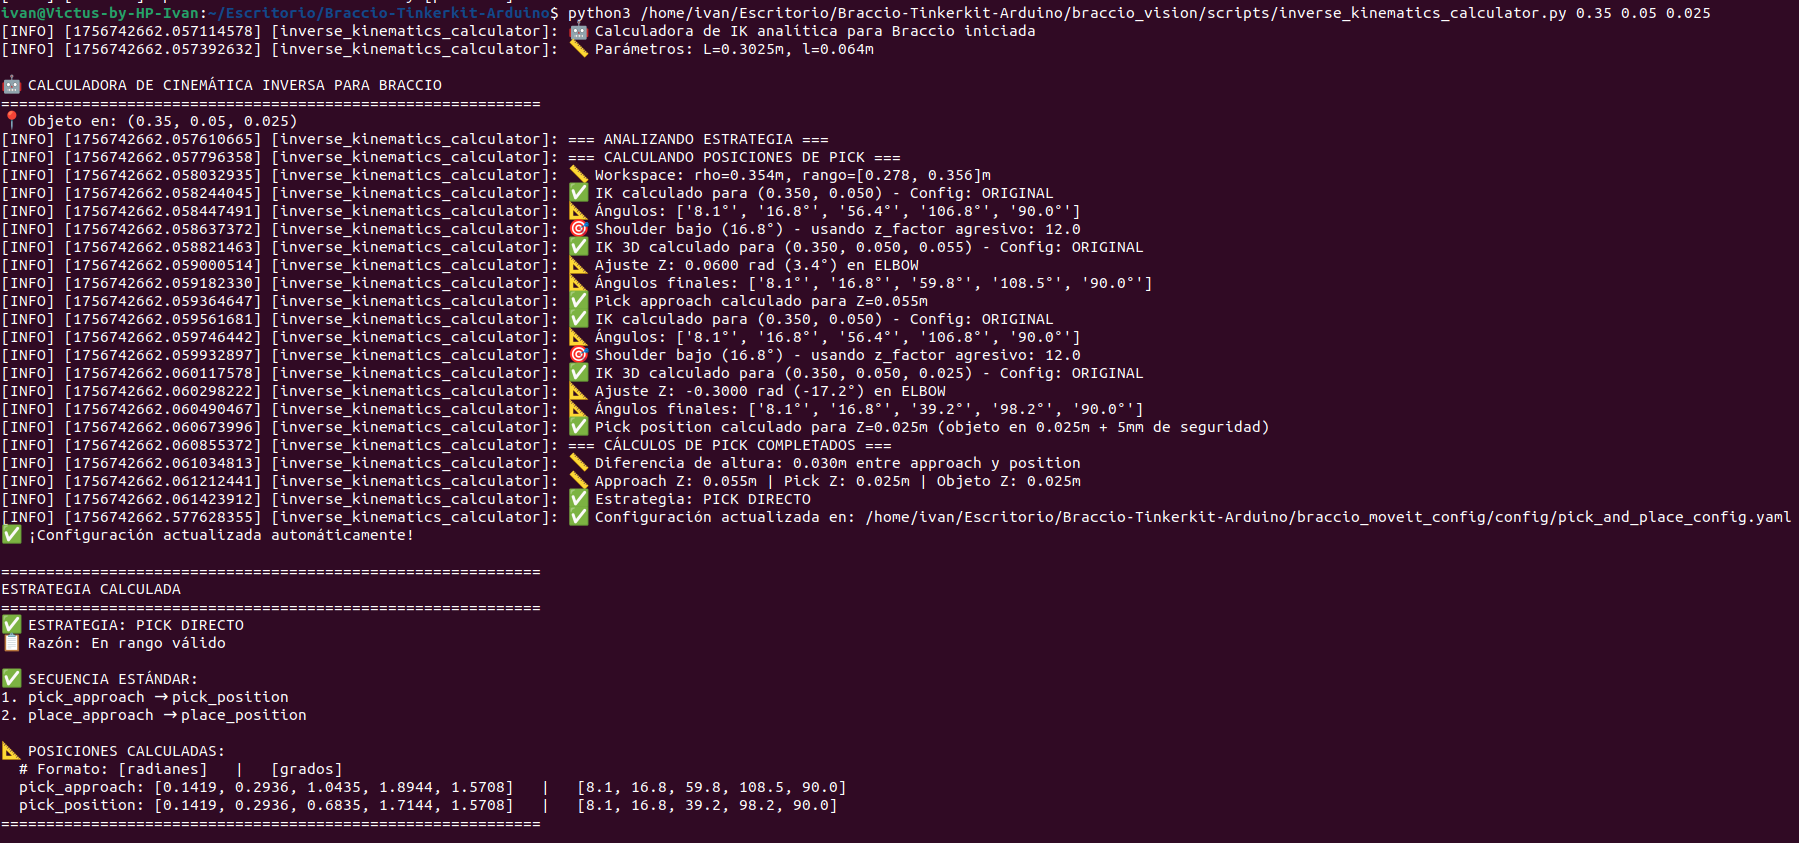 ivan@Victus-by-HP-Ivan:~/Escritorio/Braccio-Tinkerkit-Arduino$ python3 /home/ivan/Escritorio/Braccio-Tinkerkit-Arduino/braccio_vision/scripts/inverse_kinematics_calculator.py 0.35 0.05 0.025
[INFO] [1756742662.057114578] [inverse_kinematics_calculator]: 🤖 Calculadora de IK analítica para Braccio iniciada
[INFO] [1756742662.057392632] [inverse_kinematics_calculator]: 📏 Parámetros: L=0.3025m, l=0.064m
🤖 CALCULADORA DE CINEMÁTICA INVERSA PARA BRACCIO
============================================================
📍 Objeto en: (0.35, 0.05, 0.025)
[INFO] [1756742662.057610665] [inverse_kinematics_calculator]: === ANALIZANDO ESTRATEGIA ===
[INFO] [1756742662.057796358] [inverse_kinematics_calculator]: === CALCULANDO POSICIONES DE PICK ===
[INFO] [1756742662.058032935] [inverse_kinematics_calculator]: 📏 Workspace: rho=0.354m, rango=[0.278, 0.356]m
[INFO] [1756742662.058244045] [inverse_kinematics_calculator]: ✅ IK calculado para (0.350, 0.050) - Config: ORIGINAL
[INFO] [1756742662.058447491] [inverse_kinematics_calculator]: 📐 Ángulos: ['8.1°', '16.8°', '56.4°', '106.8°', '90.0°']
[INFO] [1756742662.058637372] [inverse_kinematics_calculator]: 🎯 Shoulder bajo (16.8°) - usando z_factor agresivo: 12.0
[INFO] [1756742662.058821463] [inverse_kinematics_calculator]: ✅ IK 3D calculado para (0.350, 0.050, 0.055) - Config: ORIGINAL
[INFO] [1756742662.059000514] [inverse_kinematics_calculator]: 📐 Ajuste Z: 0.0600 rad (3.4°) en ELBOW
[INFO] [1756742662.059182330] [inverse_kinematics_calculator]: 📐 Ángulos finales: ['8.1°', '16.8°', '59.8°', '108.5°', '90.0°']
[INFO] [1756742662.059364647] [inverse_kinematics_calculator]: ✅ Pick approach calculado para Z=0.055m
[INFO] [1756742662.059561681] [inverse_kinematics_calculator]: ✅ IK calculado para (0.350, 0.050) - Config: ORIGINAL
[INFO] [1756742662.059746442] [inverse_kinematics_calculator]: 📐 Ángulos: ['8.1°', '16.8°', '56.4°', '106.8°', '90.0°']
[INFO] [1756742662.059932897] [inverse_kinematics_calculator]: 🎯 Shoulder bajo (16.8°) - usando z_factor agresivo: 12.0
[INFO] [1756742662.060117578] [inverse_kinematics_calculator]: ✅ IK 3D calculado para (0.350, 0.050, 0.025) - Config: ORIGINAL
[INFO] [1756742662.060298222] [inverse_kinematics_calculator]: 📐 Ajuste Z: -0.3000 rad (-17.2°) en ELBOW
[INFO] [1756742662.060490467] [inverse_kinematics_calculator]: 📐 Ángulos finales: ['8.1°', '16.8°', '39.2°', '98.2°', '90.0°']
[INFO] [1756742662.060673996] [inverse_kinematics_calculator]: ✅ Pick position calculado para Z=0.025m (objeto en 0.025m + 5mm de seguridad)
[INFO] [1756742662.060855372] [inverse_kinematics_calculator]: === CÁLCULOS DE PICK COMPLETADOS ===
[INFO] [1756742662.061034813] [inverse_kinematics_calculator]: 📏 Diferencia de altura: 0.030m entre approach y position
[INFO] [1756742662.061212441] [inverse_kinematics_calculator]: 📏 Approach Z: 0.055m | Pick Z: 0.025m | Objeto Z: 0.025m
[INFO] [1756742662.061423912] [inverse_kinematics_calculator]: ✅ Estrategia: PICK DIRECTO
[INFO] [1756742662.577628355] [inverse_kinematics_calculator]: ✅ Configuración actualizada en: /home/ivan/Escritorio/Braccio-Tinkerkit-Arduino/braccio_moveit_config/config/pick_and_place_config.yaml
✅ ¡Configuración actualizada automáticamente!
============================================================
ESTRATEGIA CALCULADA
============================================================
✅ ESTRATEGIA: PICK DIRECTO
📋 Razón: En rango válido
✅ SECUENCIA ESTÁNDAR:
1. pick_approach → pick_position
2. place_approach → place_position
📐 POSICIONES CALCULADAS:
# Formato: [radianes]   |   [grados]
pick_approach: [0.1419, 0.2936, 1.0435, 1.8944, 1.5708]   |   [8.1, 16.8, 59.8, 108.5, 90.0]
pick_position: [0.1419, 0.2936, 0.6835, 1.7144, 1.5708]   |   [8.1, 16.8, 39.2, 98.2, 90.0]
============================================================